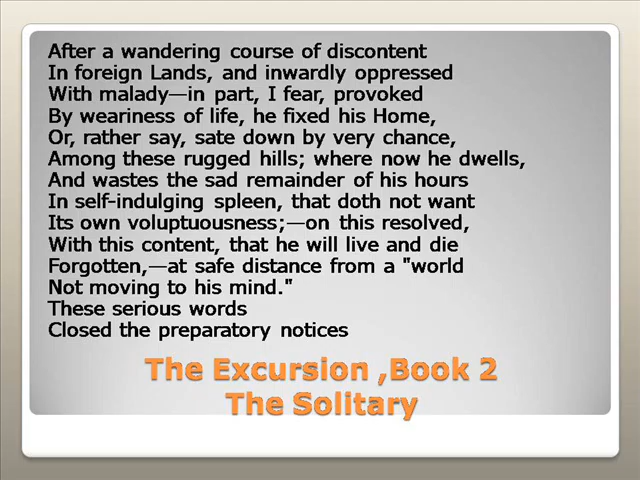 After a wandering course of discontent
In foreign Lands, and inwardly oppressed
With malady—in part, I fear, provoked
By weariness of life, he fixed his Home,
Or, rather say, sate down by very chance,
Among these rugged hills; where now he dwells,
And wastes the sad remainder of his hours
In self-indulging spleen, that doth not want
Its own voluptuousness;—on this resolved,
With this content, that he will live and die
Forgotten,—at safe distance from a "world
Not moving to his mind."
These serious words
Closed the preparatory notices
The Excursion ,Book 2
The Solitary